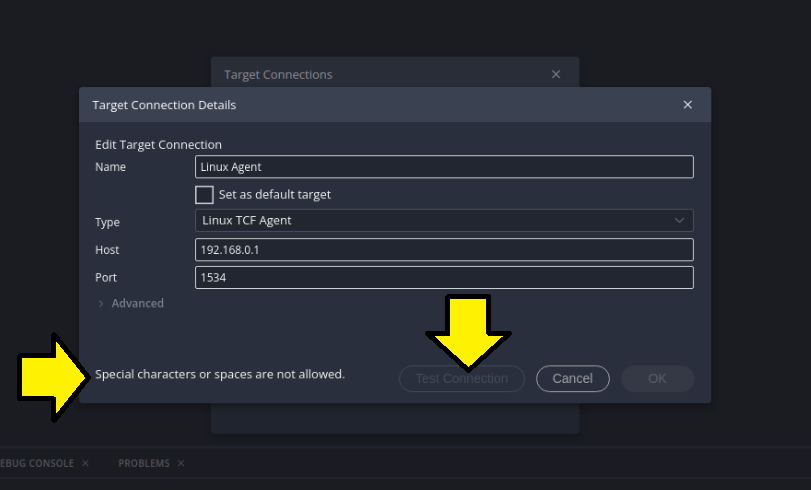 Target Connections
Target Connection Details
Edit Target Connection
Name Linux Agent
Set as default target
Type Linux TCF Agent
Host 192.168.0.1
Port 1534
Advanced
Special characters or spaces are not allowed. Test Connection Cancel OK
EBUG CONSOLE PROBLEMS